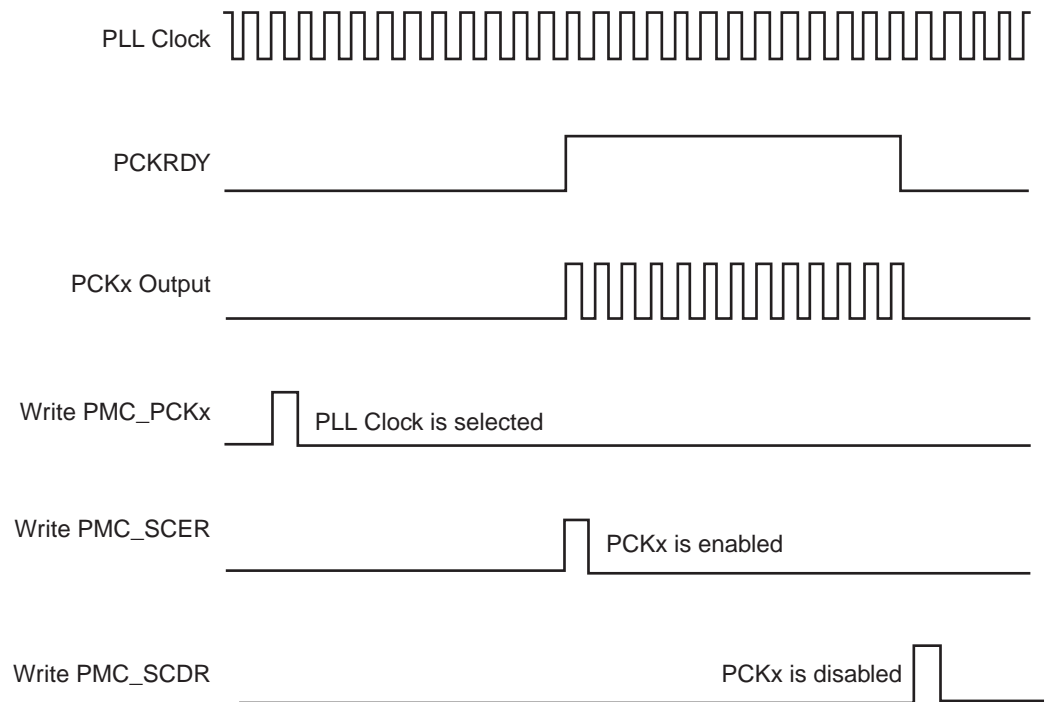 PLL Clock
PCKRDY
PCKx Output
Write PMC_PCKx
PLL Clock is selected
Write PMC_SCER
PCKx is enabled
Write PMC_SCDR
PCKx is disabled